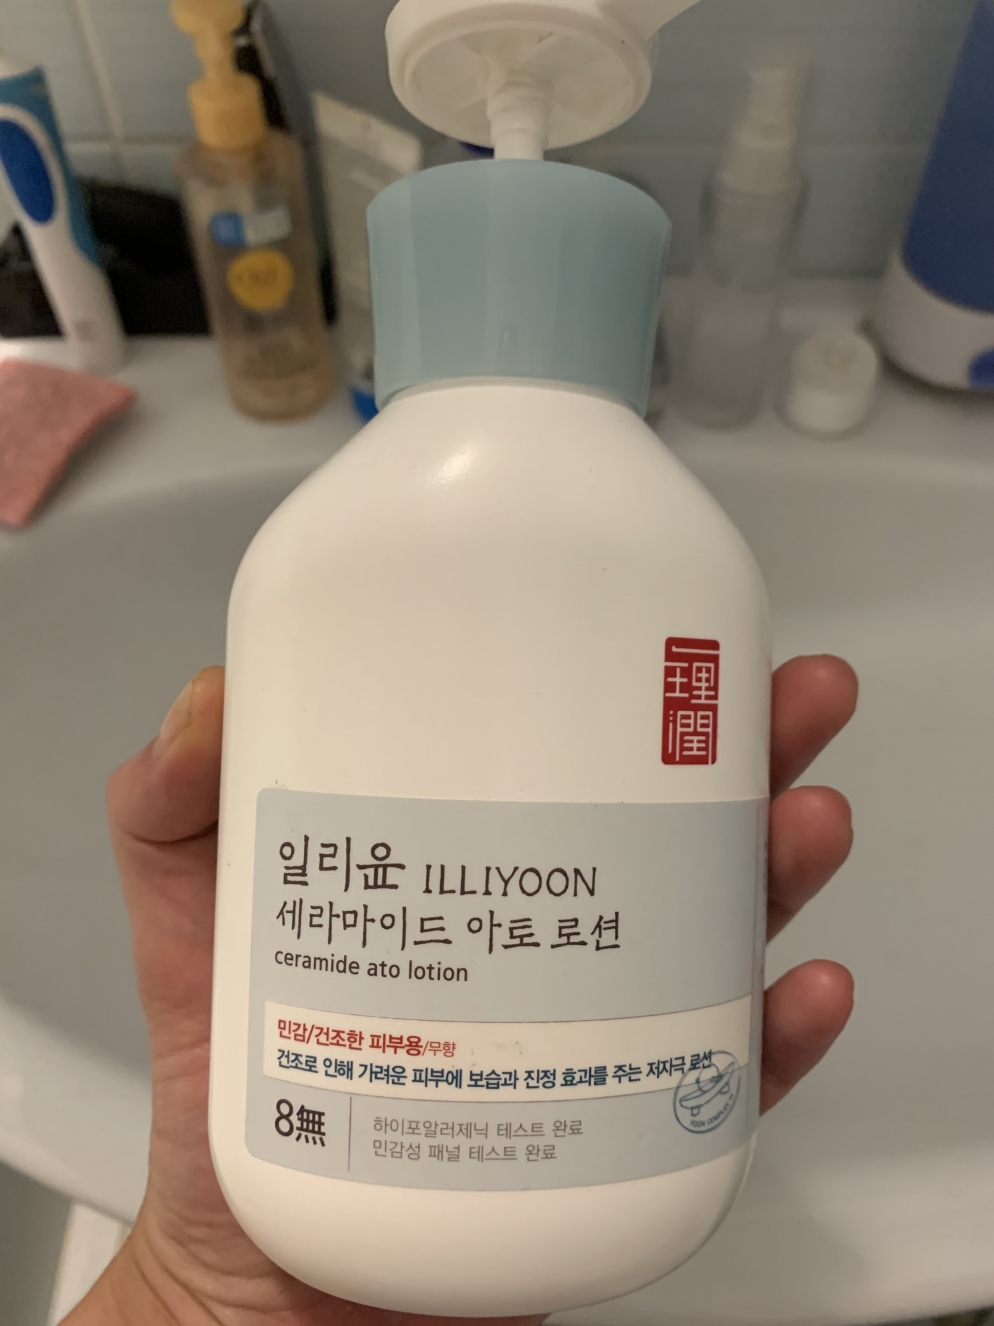 理
潤
일리윤 ILLIYOON
세라마이드 아토 로션
ceramide ato lotion
민감/건조한 피부용/무향
건조로 인해 가려운 피부에 보습과 진정 효과를 주는 저자극 로션
8無
하이포알러제닉 테스트 완료
민감성 패널 테스트 완료
YOON COMPLEX